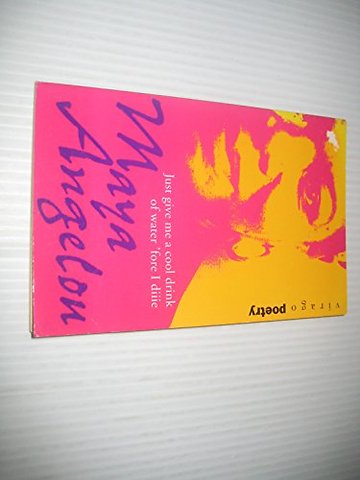 virago poetry
Just give me a cool drink
of water 'fore I diiie
Maya
Angelou